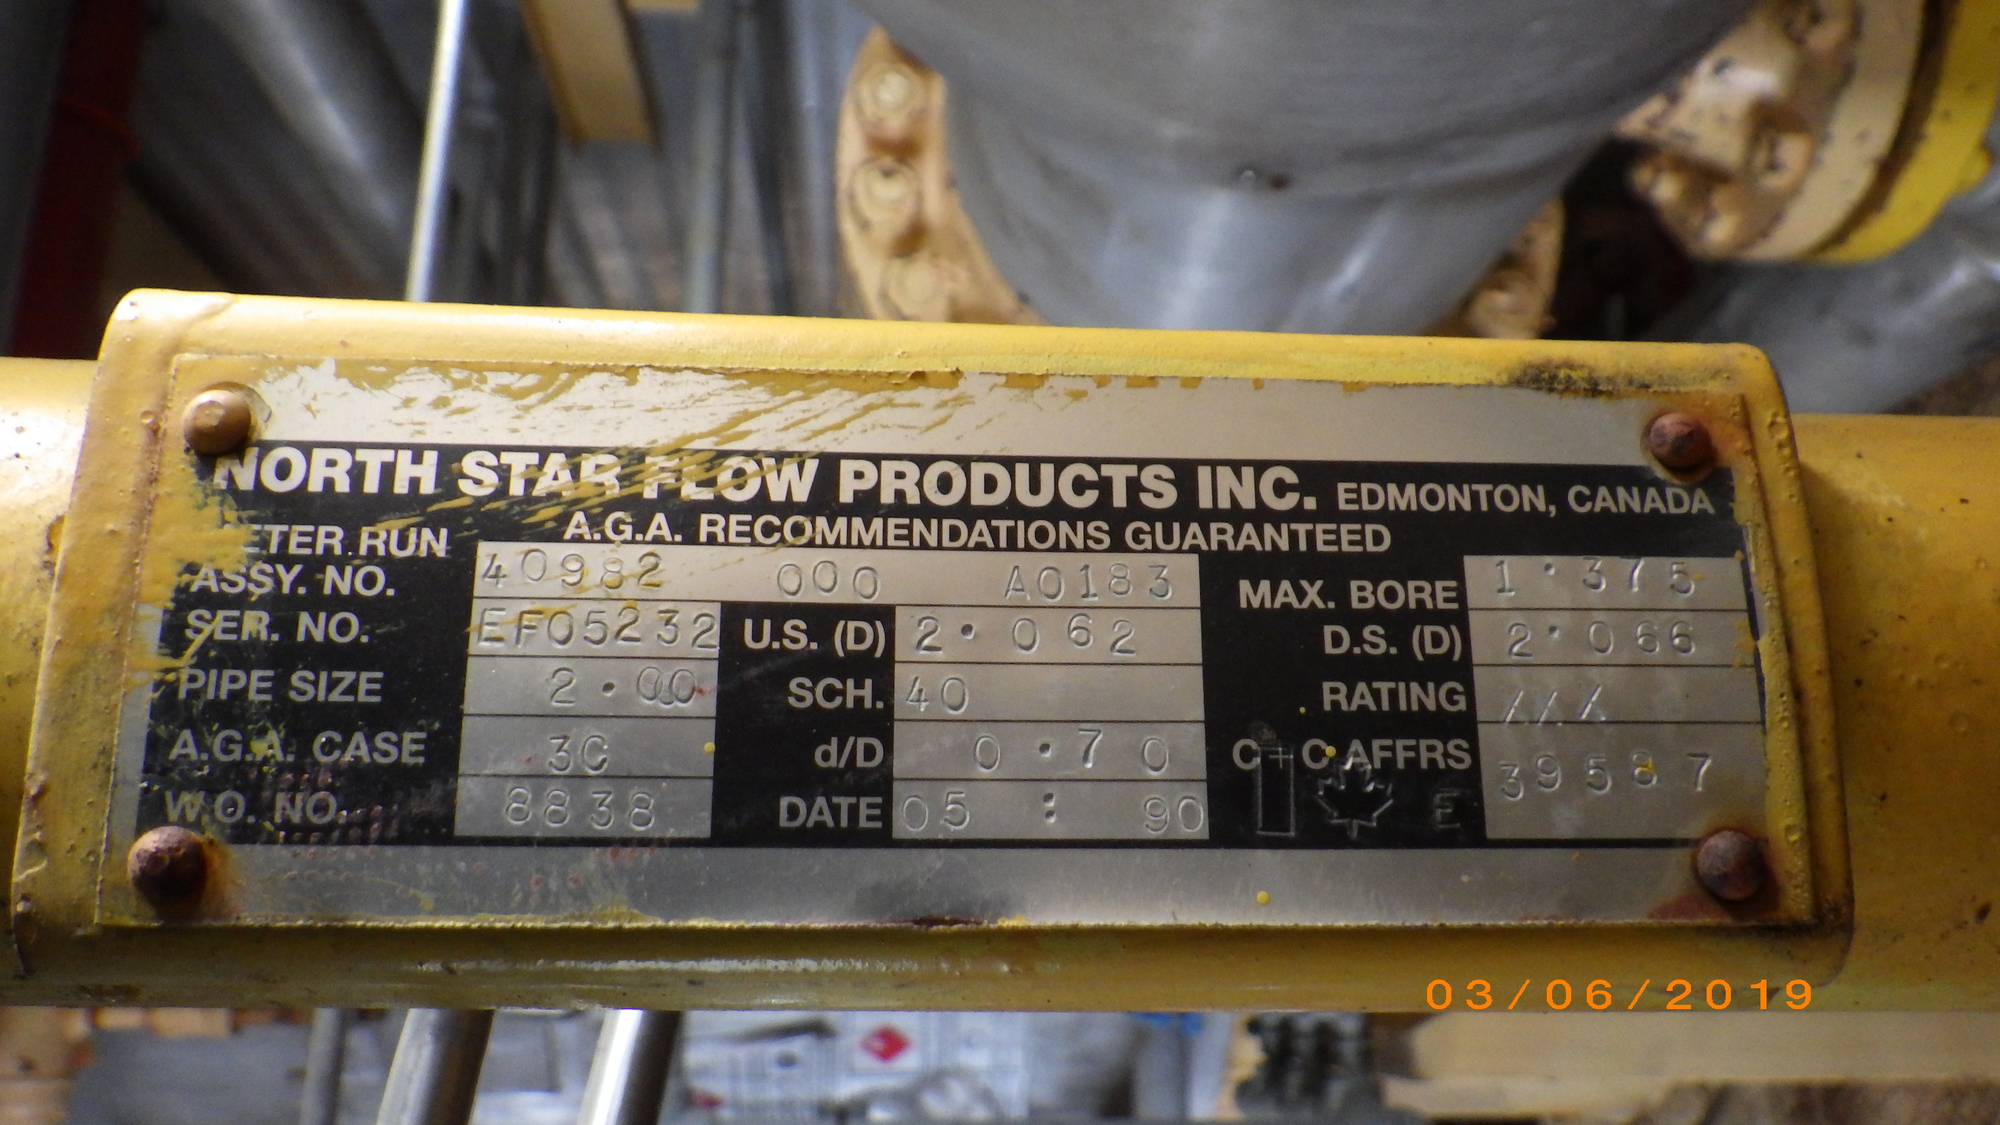 NORTH STAR FLOW PRODUCTS INC. EDMONTON, CANADA
A.G.A. RECOMMENDATIONS GUARANTEED
METER RUN
ASSY. NO. 40982 000 A0183 MAX. BORE 1.375
SER. NO. EF05232 U.S. (D) 2.062 D.S. (D) 2.066
PIPE SIZE 2.00 SCH. 40 RATING ///
A.G.A. CASE 3C d/D 0.70 C+C AFFRS 39587
W.O. NO. 8838 DATE 05 : 90 E
03/06/2019